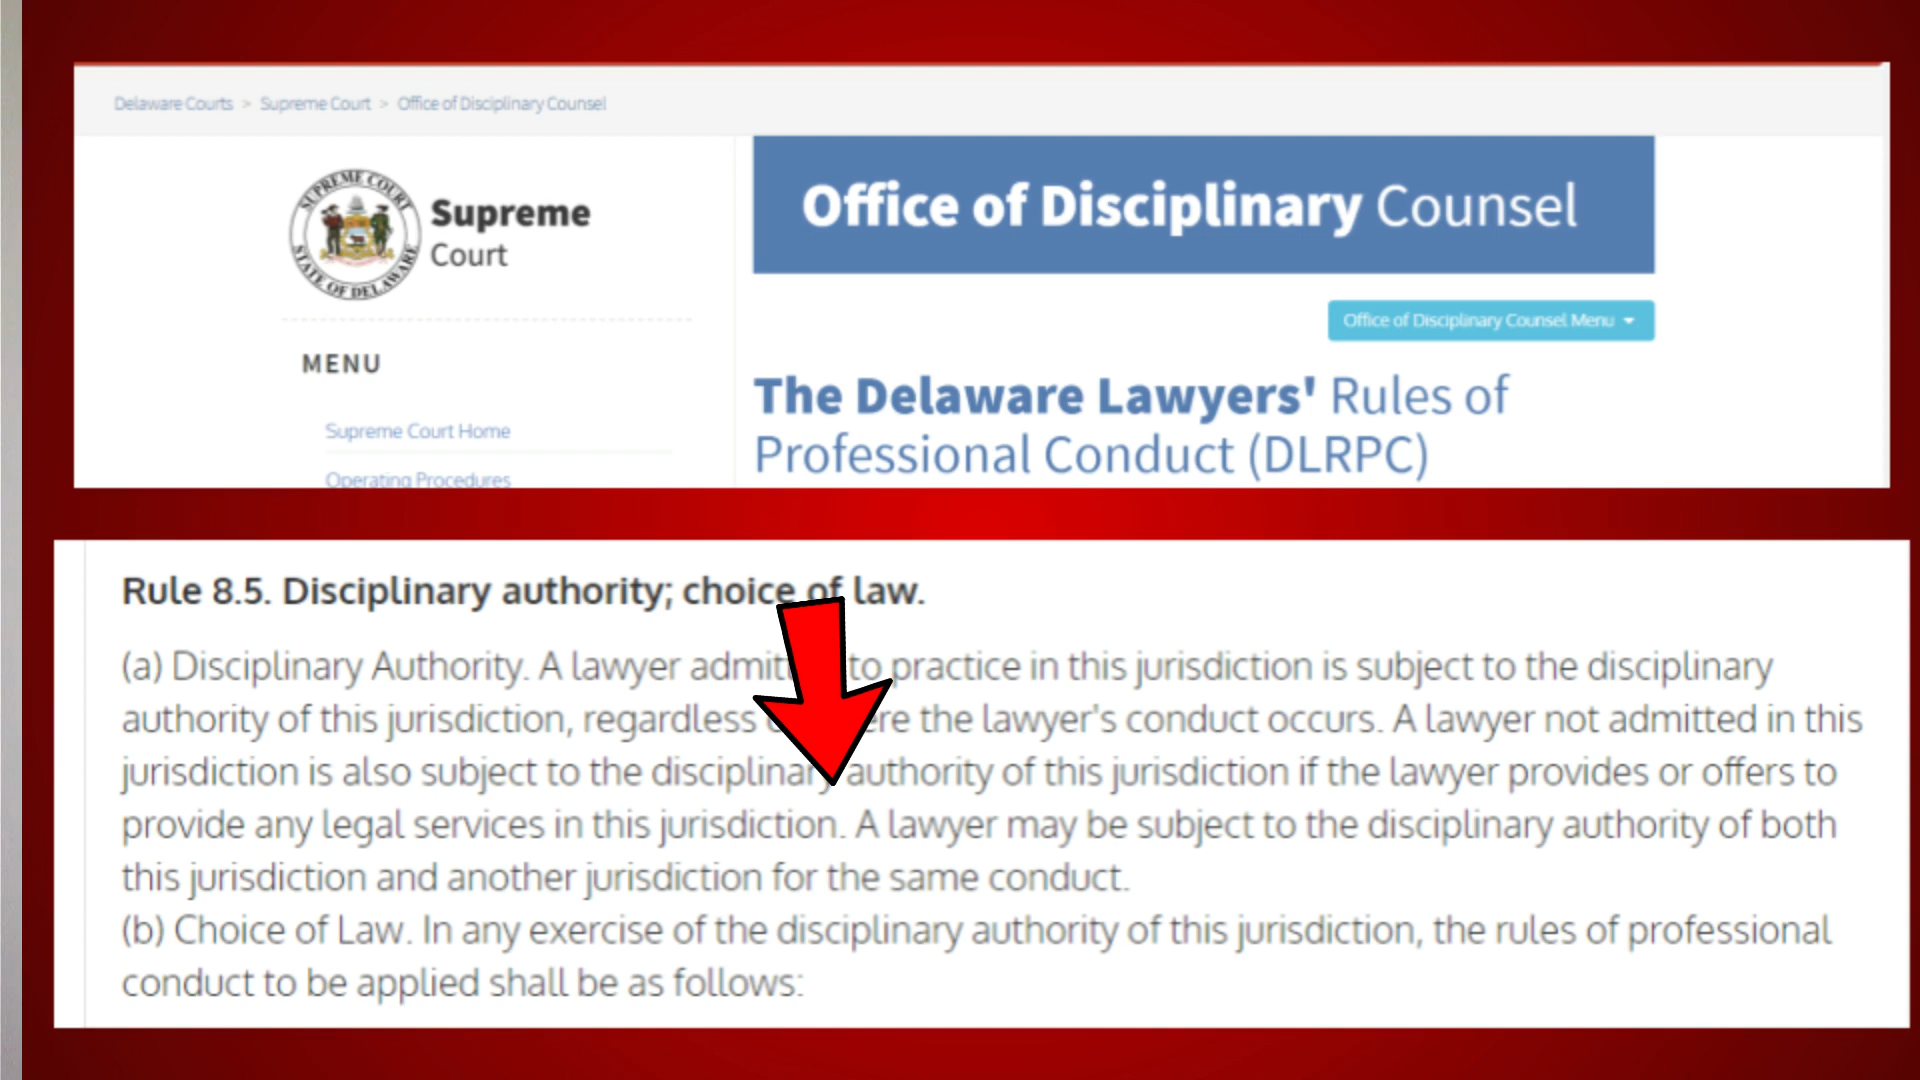 Delaware Courts > Supreme Court > Office of Disciplinary Counsel
SUPREME COURT
STATE OF DELAWARE
Supreme
Court
Office of Disciplinary Counsel
Office of Disciplinary Counsel Menu
MENU
The Delaware Lawyers' Rules of
Professional Conduct (DLRPC)
Supreme Court Home
Operating Procedures
Rule 8.5. Disciplinary authority; choice of law.
(a) Disciplinary Authority. A lawyer admit to practice in this jurisdiction is subject to the disciplinary
authority of this jurisdiction, regardless re the lawyer's conduct occurs. A lawyer not admitted in this
jurisdiction is also subject to the disciplinary authority of this jurisdiction if the lawyer provides or offers to
provide any legal services in this jurisdiction. A lawyer may be subject to the disciplinary authority of both
this jurisdiction and another jurisdiction for the same conduct.
(b) Choice of Law. In any exercise of the disciplinary authority of this jurisdiction, the rules of professional
conduct to be applied shall be as follows: